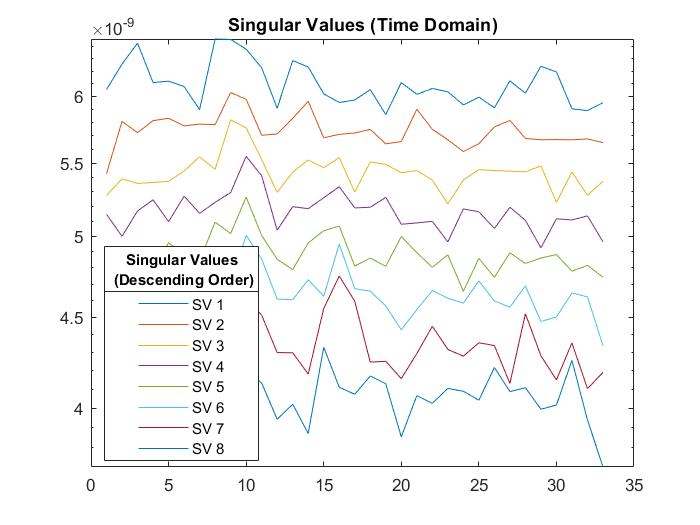 Singular Values (Time Domain)
×10⁻⁹
6
5.5
5
4.5
4
Singular Values
(Descending Order)
SV 1
SV 2
SV 3
SV 4
SV 5
SV 6
SV 7
SV 8
0 5 10 15 20 25 30 35